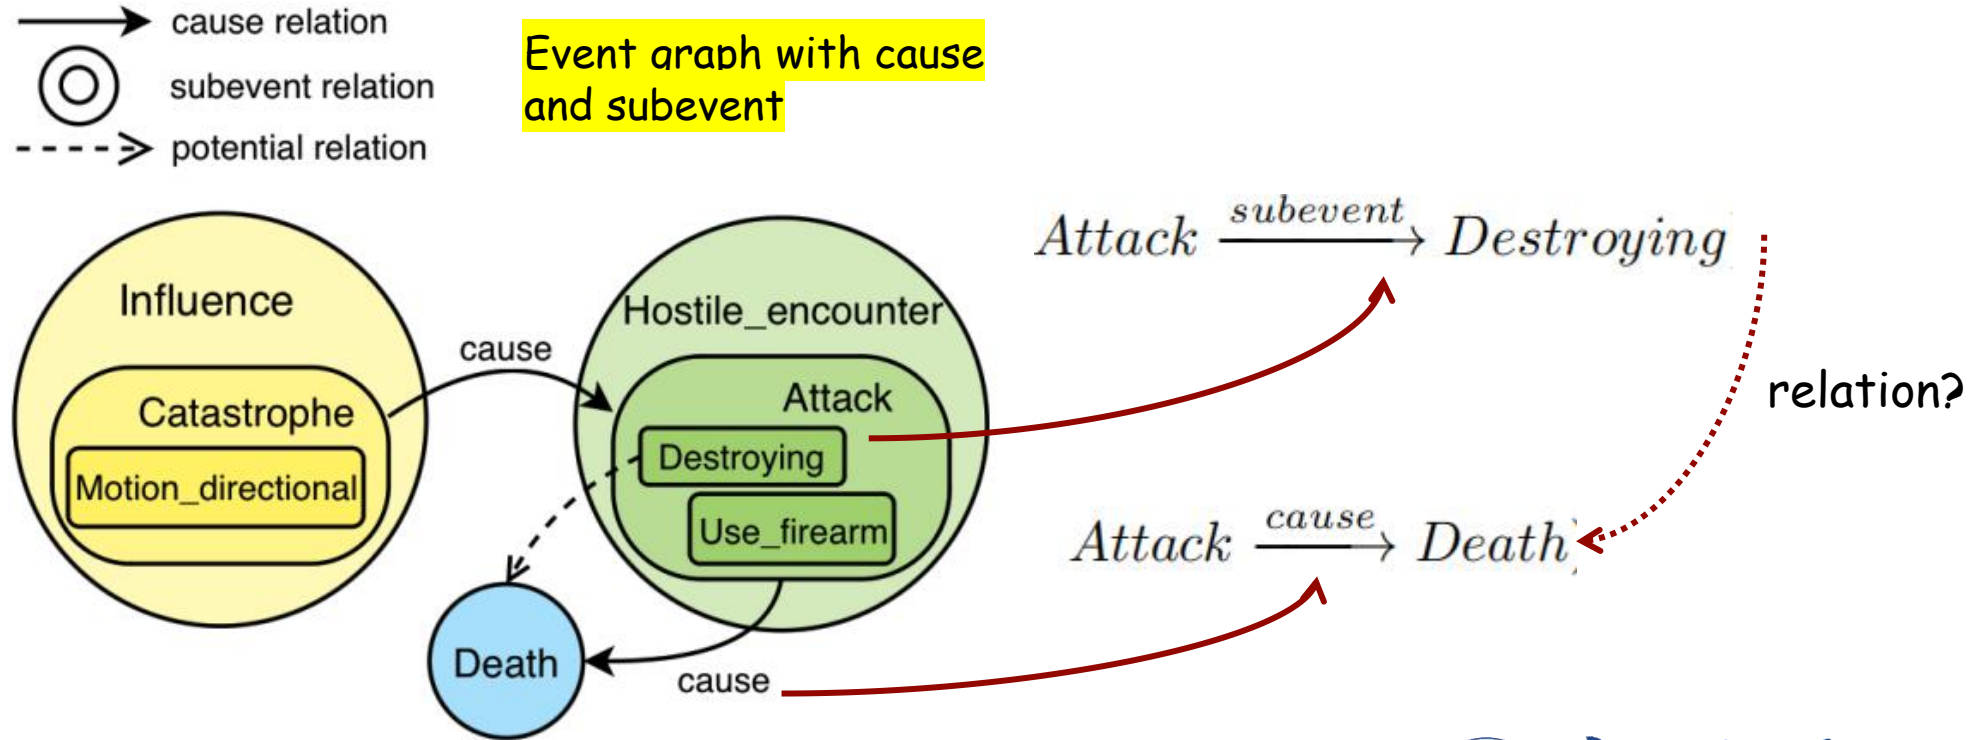 cause relation
subevent relation
potential relation
Event graph with cause
and subevent
Influence
Catastrophe
Motion_directional
cause
Hostile_encounter
Attack
Destroying
Use_firearm
Death
cause
Attack subevent Destroying
relation?
Attack cause Death